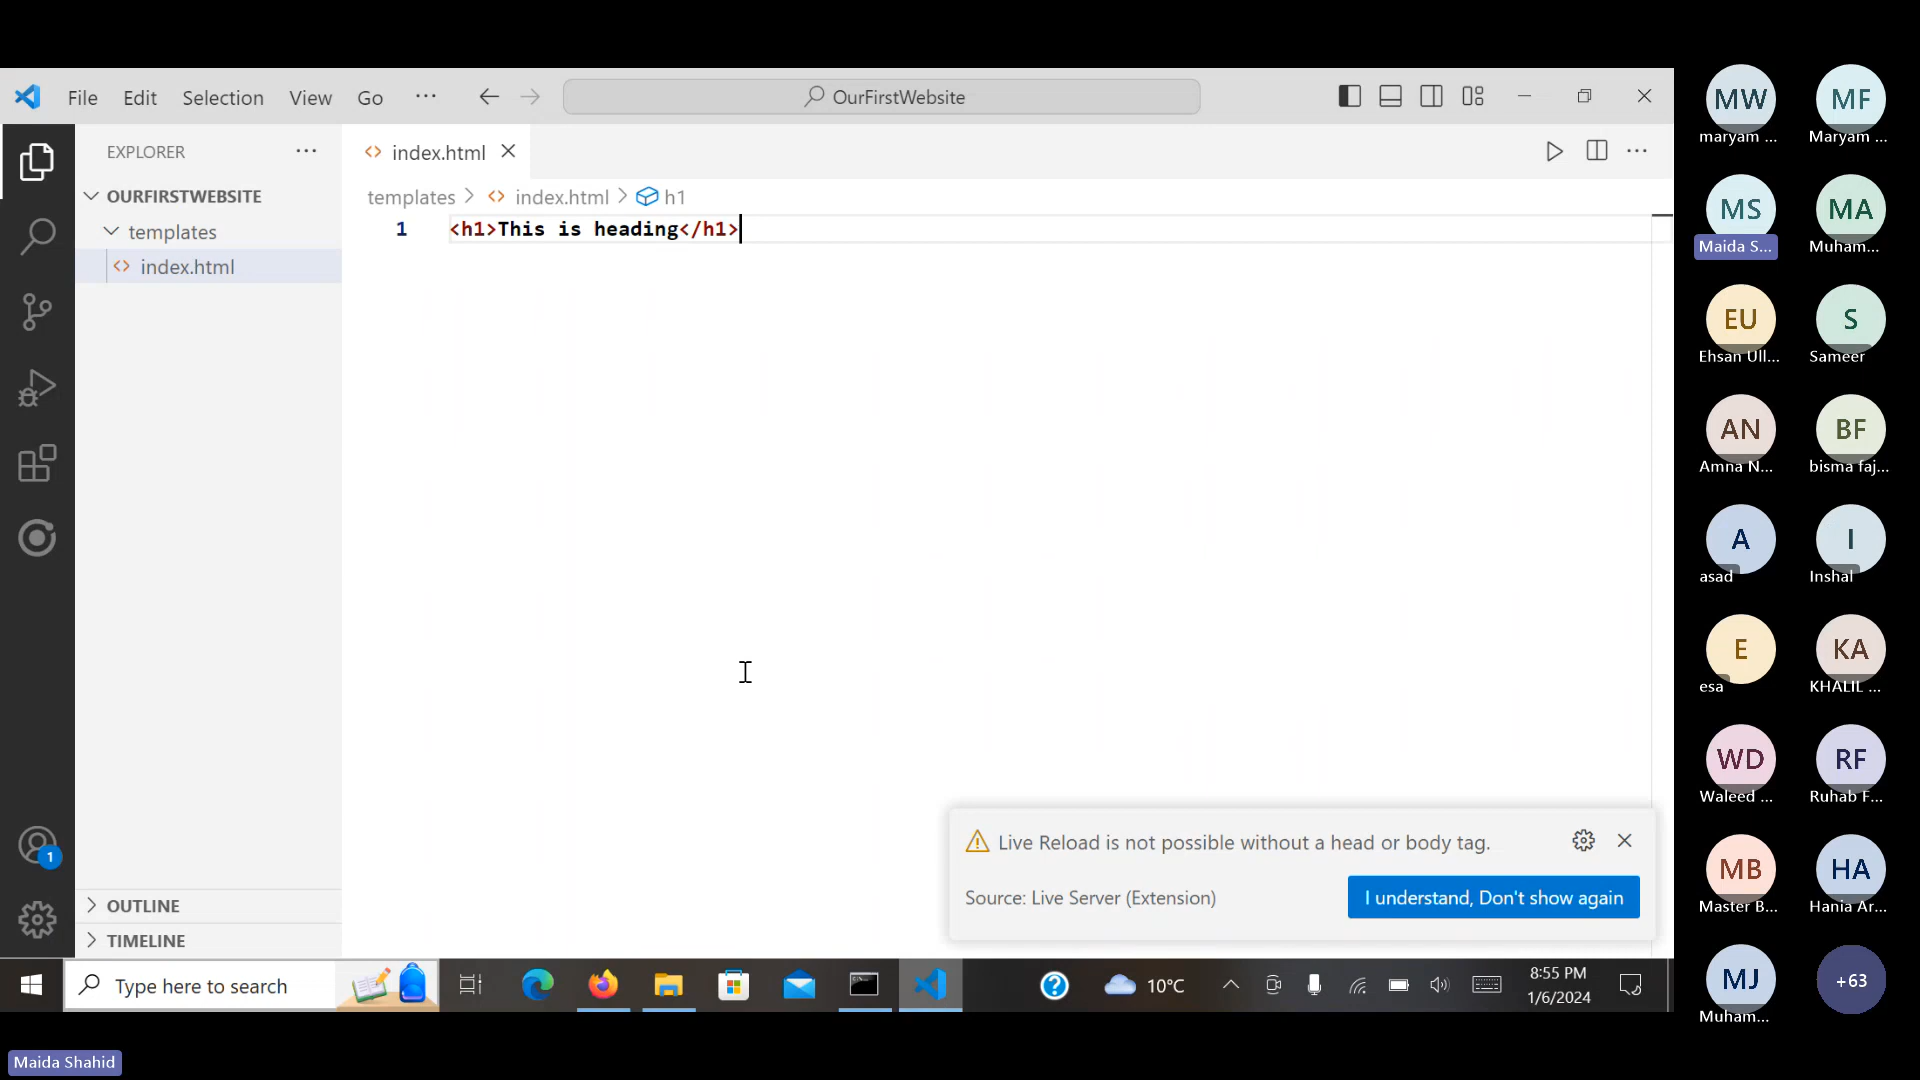 File Edit Selection View Go ··· OurFirstWebsite
EXPLORER ···
OURFIRSTWEBSITE
templates
index.html
index.html
templates > index.html > h1
1 <h1>This is heading</h1>
Live Reload is not possible without a head or body tag.
Source: Live Server (Extension)
I understand, Don't show again
1
OUTLINE
TIMELINE
Type here to search
10°C
8:55 PM
1/6/2024
MW
maryam ...
MF
Maryam ...
MS
Maida S...
MA
Muham...
EU
Ehsan Ull...
S
Sameer
AN
Amna N...
BF
bisma faj...
A
asad
I
Inshal
E
esa
KA
KHALIL ...
WD
Waleed ...
RF
Ruhab F...
MB
Master B...
HA
Hania Ar...
MJ
Muham...
+63
Maida Shahid